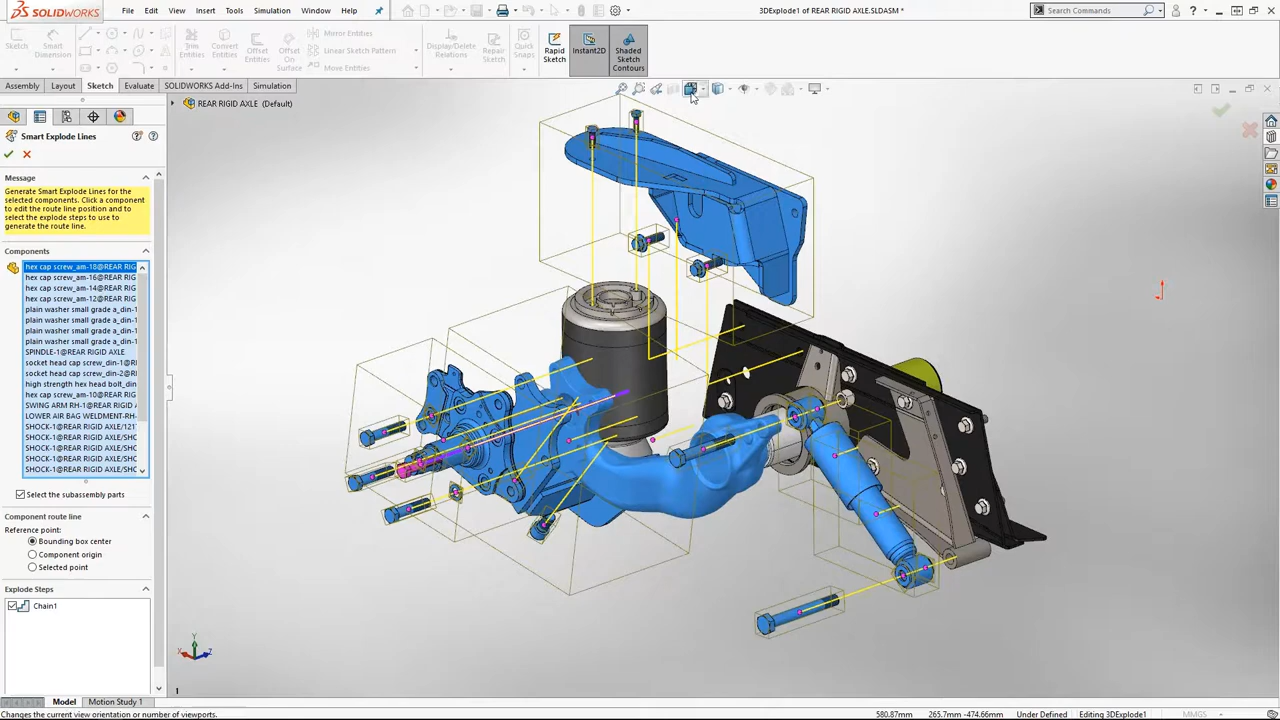 SOLIDWORKS
File
Edit
View
Insert
Tools
Simulation
Window
Help
3DExplode1 of REAR RIGID AXLE.SLDASM *
Search Commands
Sketch
Smart
Dimension
Trim
Entities
Convert
Entities
Offset
Entities
Offset
On
Surface
Mirror Entities
Linear Sketch Pattern
Move Entities
Display/Delete
Relations
Repair
Sketch
Quick
Snaps
Rapid
Sketch
Instant2D
Shaded
Sketch
Contours
Assembly
Layout
Sketch
Evaluate
SOLIDWORKS Add-Ins
Simulation
REAR RIGID AXLE (Default)
Smart Explode Lines
Message
Generate Smart Explode Lines for the
selected components. Click a component
to edit the route line position and to
select the explode steps to use to
generate the route line.
Components
hex cap screw_am-18@REAR RIG
hex cap screw_am-16@REAR RIG
hex cap screw_am-14@REAR RIG
hex cap screw_am-12@REAR RIG
plain washer small grade a_din-1
plain washer small grade a_din-1
plain washer small grade a_din-1
plain washer small grade a_din-1
SPINDLE-1@REAR RIGID AXLE
socket head cap screw_din-1@R
socket head cap screw_din-2@R
high strength hex head bolt_din
hex cap screw_am-10@REAR RIG
SWING ARM RH-1@REAR RIGID A
LOWER AIR BAG WELDMENT-RH-
SHOCK-1@REAR RIGID AXLE/121
SHOCK-1@REAR RIGID AXLE/SHC
SHOCK-1@REAR RIGID AXLE/SHC
SHOCK-1@REAR RIGID AXLE/SHC
SHOCK-1@REAR RIGID AXLE/SHC
Select the subassembly parts
Component route line
Reference point:
Bounding box center
Component origin
Selected point
Explode Steps
Chain1
Y
X
Z
1
Model
Motion Study 1
Changes the current view orientation or number of viewports.
580.87mm
265.7mm -474.66mm
Under Defined
Editing 3DExplode1
MMGS